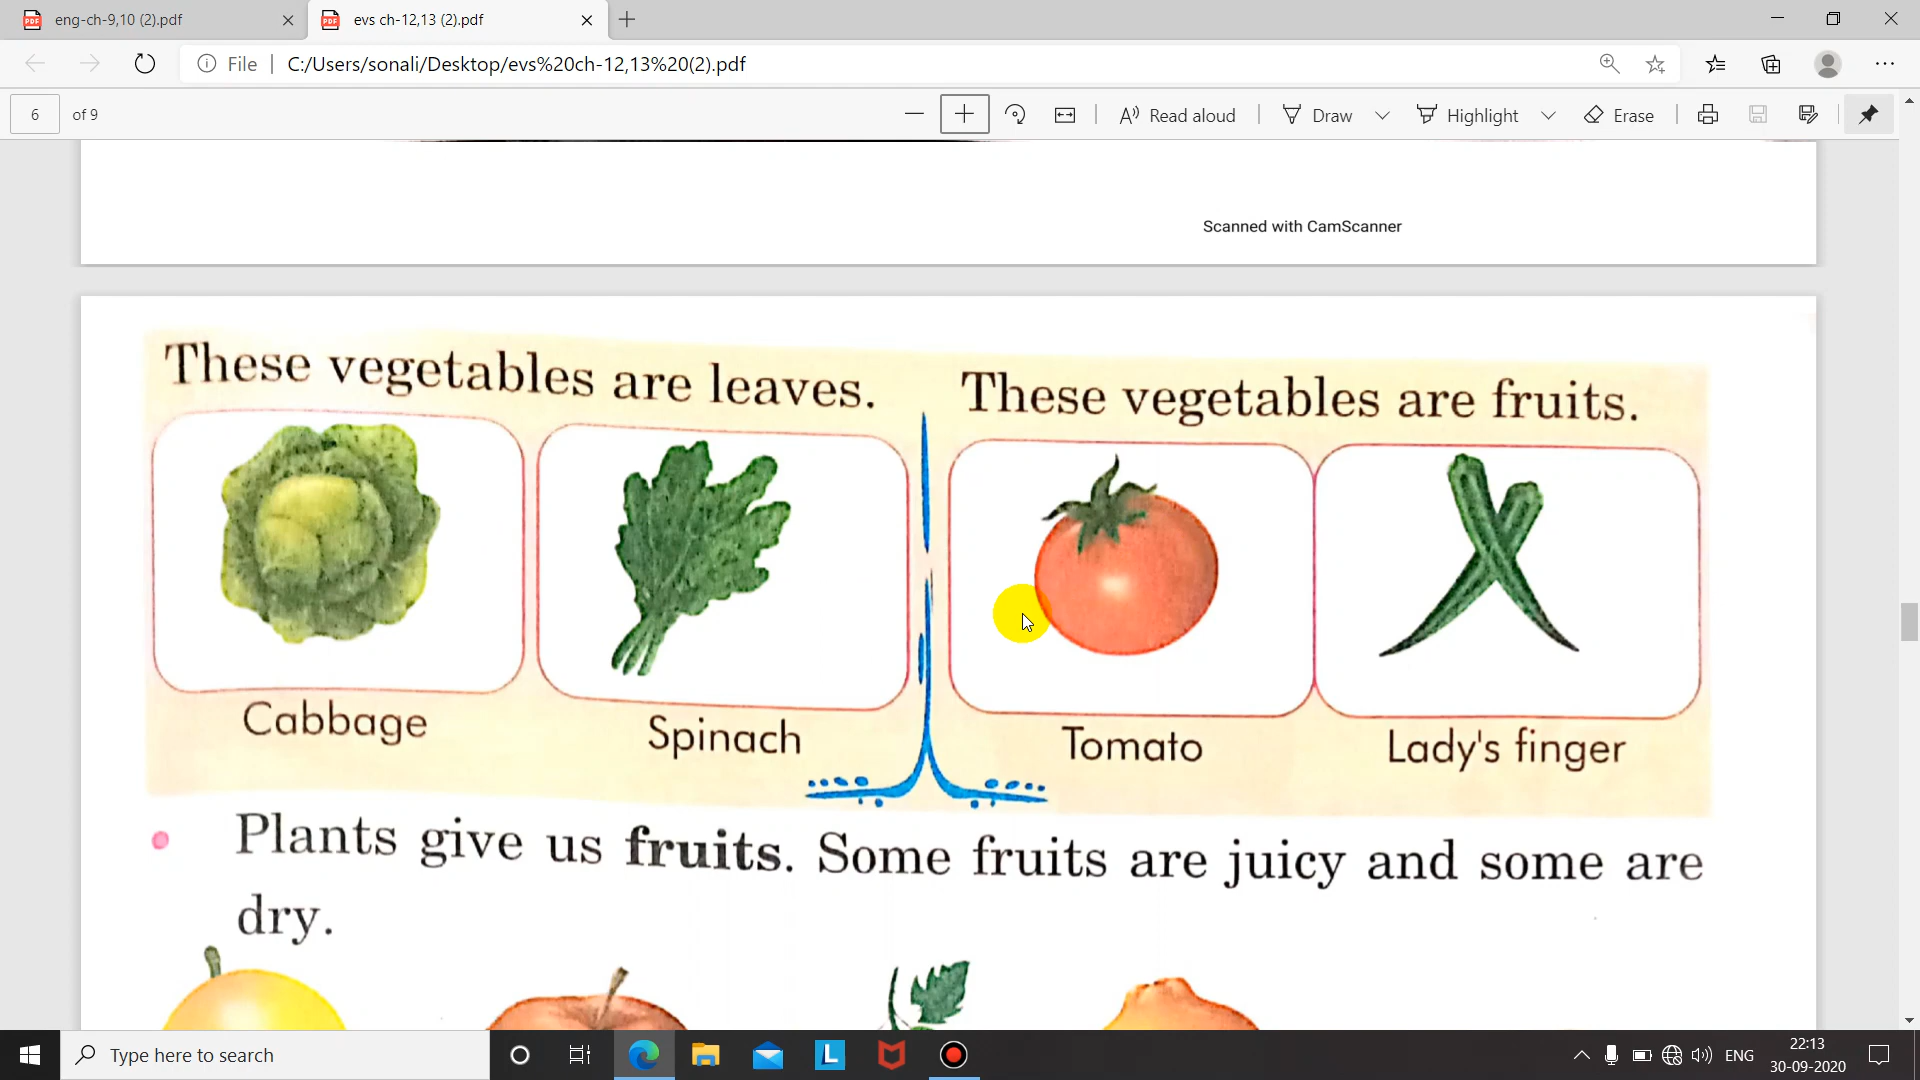 eng-ch-9,10 (2).pdf
evs ch-12,13 (2).pdf
File
C:/Users/sonali/Desktop/evs%20ch-12,13%20(2).pdf
6 of 9
Read aloud
Draw
Highlight
Erase
Scanned with CamScanner
These vegetables are leaves.
These vegetables are fruits.
Cabbage
Spinach
Tomato
Lady's finger
Plants give us fruits. Some fruits are juicy and some are
dry.
Type here to search
ENG
22:13
30-09-2020